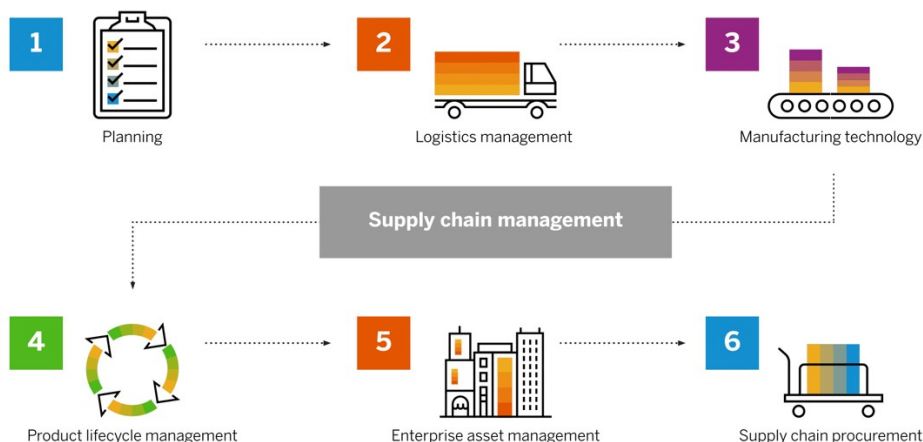 1
Planning
2
Logistics management
3
Manufacturing technology
Supply chain management
4
Product lifecycle management
5
Enterprise asset management
6
Supply chain procurement